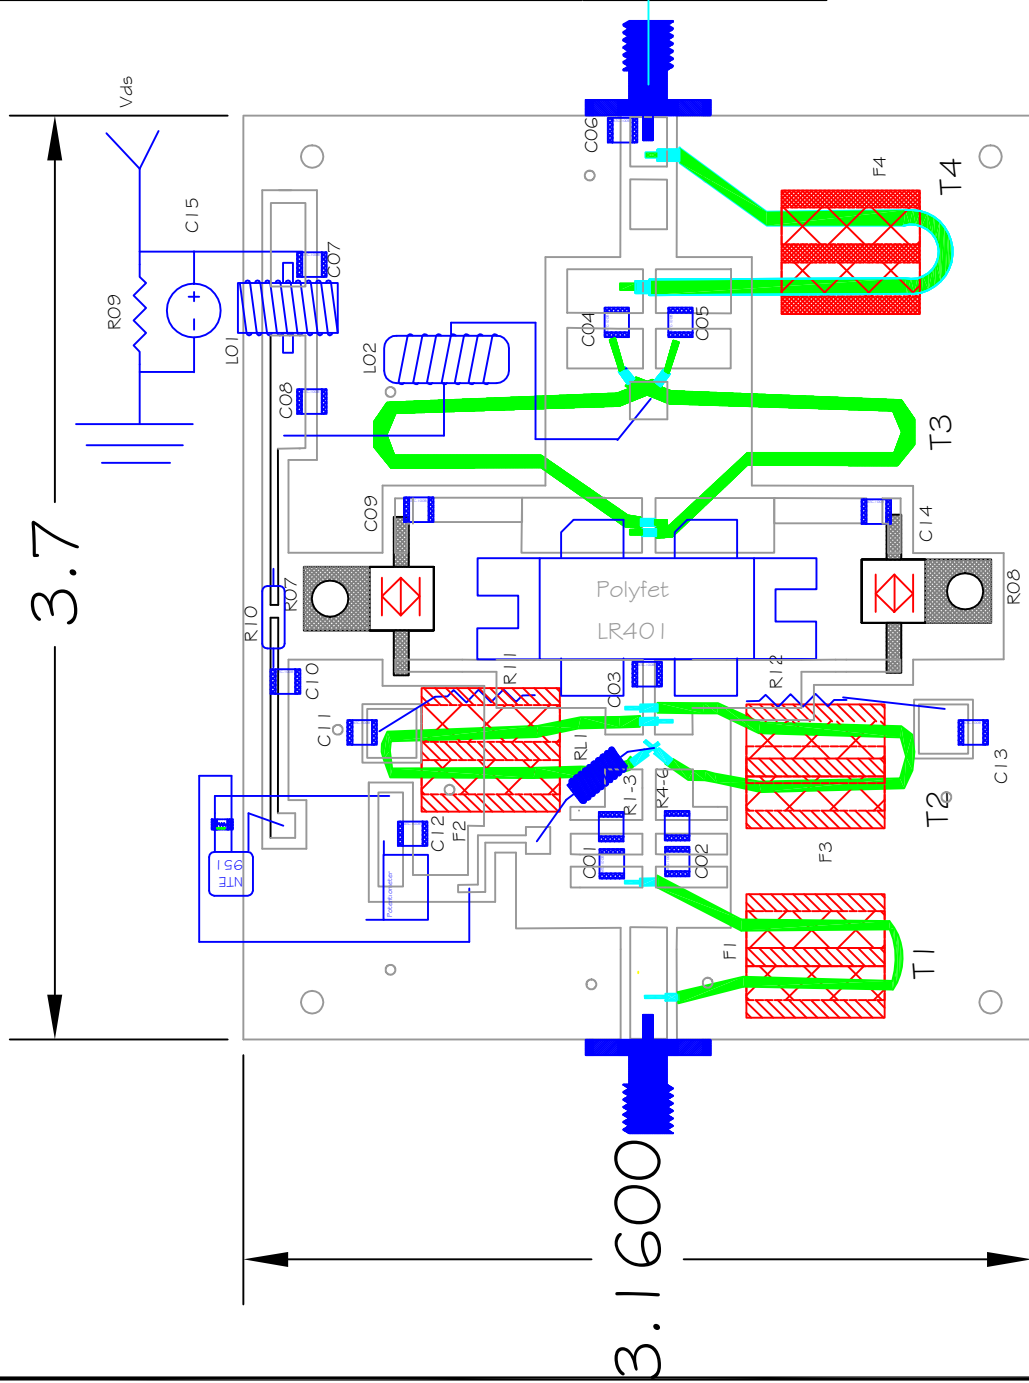 Vds
C06
F4
T4
C15
C07
R09
L01
C04
C05
L02
C08
T3
3.7
C09
C14
Polyfet
LR401
R10
R07
R08
C10
R11
C03
R12
C11
RL1
C13
R1-3
R4-6
T2
C12
F2
F3
NTE
951
Potentiometer
C01
C02
F1
T1
3.1600